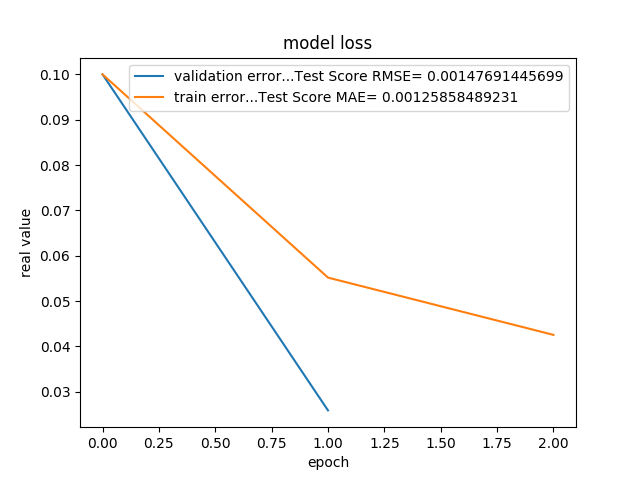 model loss
validation error...Test Score RMSE= 0.00147691445699
train error...Test Score MAE= 0.00125858489231
0.10
0.09
0.08
0.07
0.06
0.05
0.04
0.03
real value
0.00 0.25 0.50 0.75 1.00 1.25 1.50 1.75 2.00
epoch